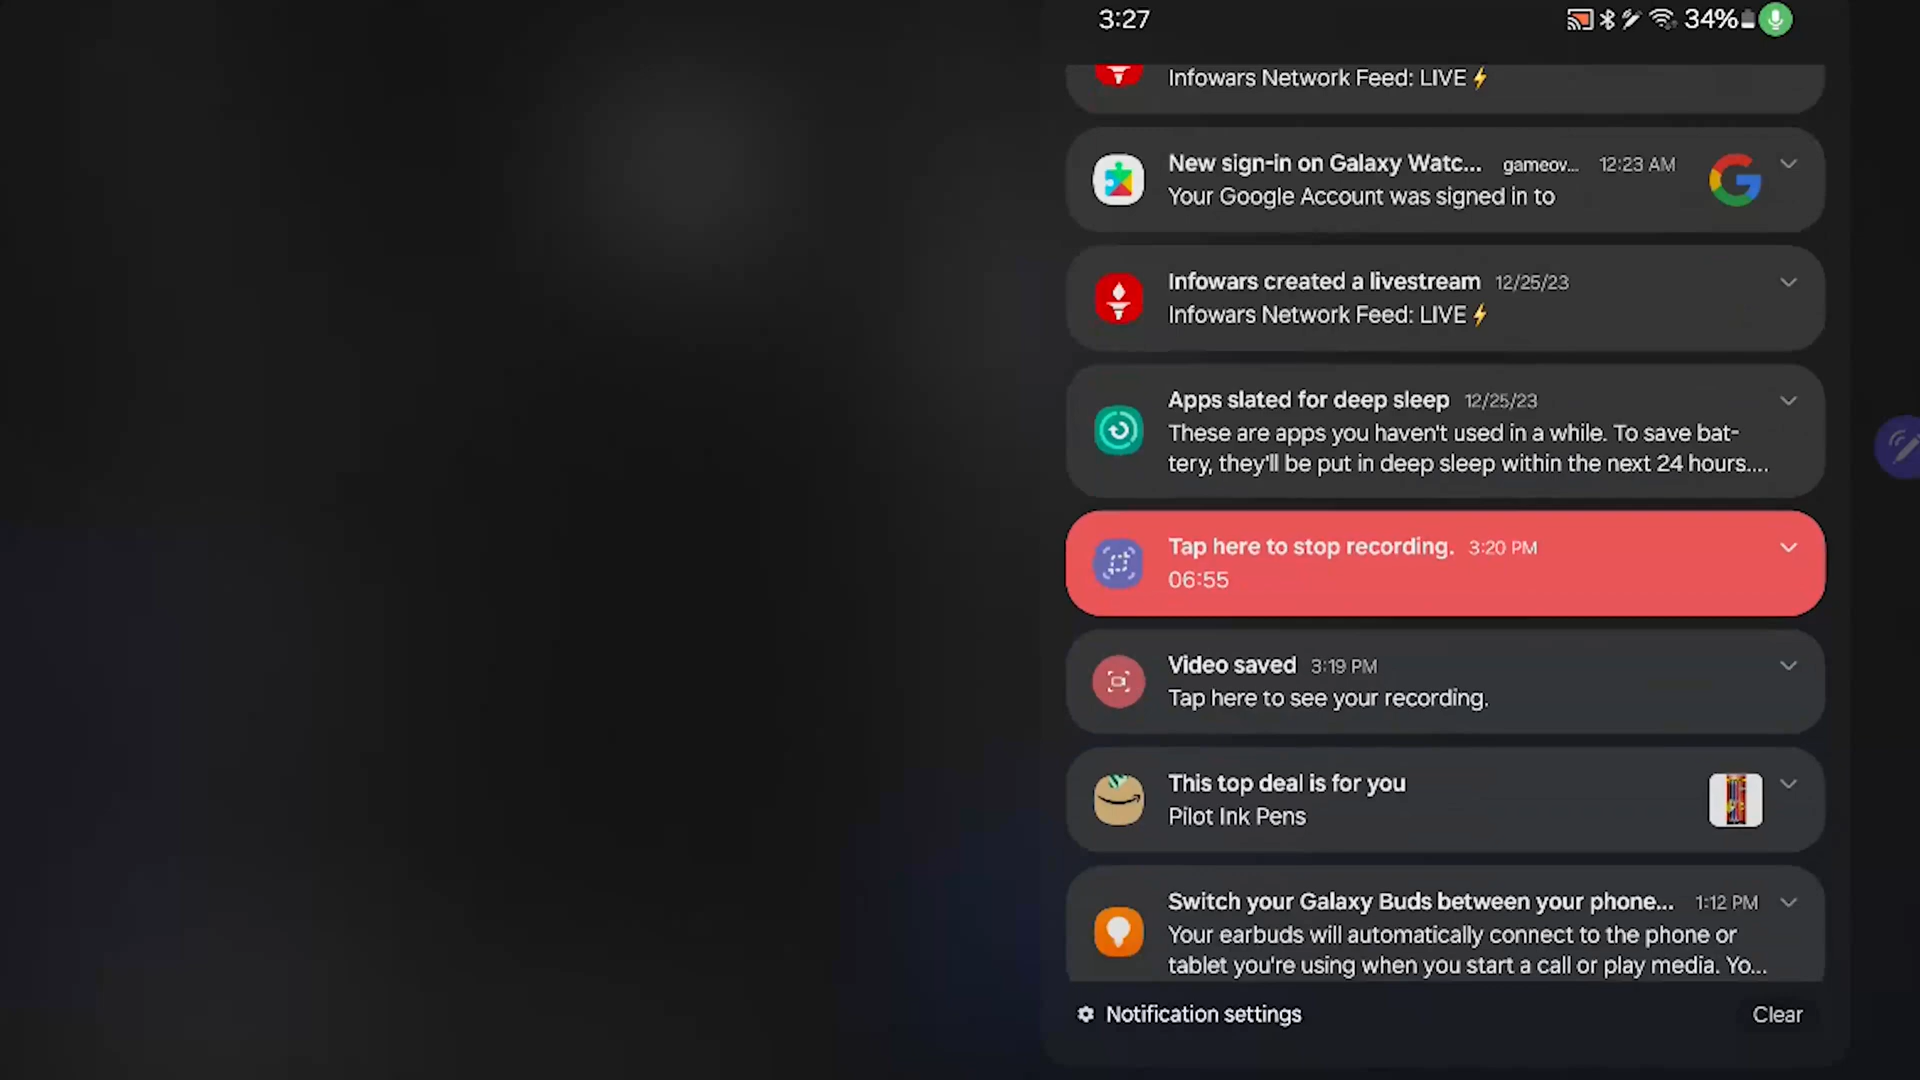 3:27
34%
Infowars Network Feed: LIVE⚡
New sign-in on Galaxy Watc... gameov... 12:23 AM
Your Google Account was signed in to
Infowars created a livestream 12/25/23
Infowars Network Feed: LIVE⚡
Apps slated for deep sleep 12/25/23
These are apps you haven't used in a while. To save bat-
tery, they'll be put in deep sleep within the next 24 hours....
Tap here to stop recording. 3:20 PM
06:55
Video saved 3:19 PM
Tap here to see your recording.
This top deal is for you
Pilot Ink Pens
Switch your Galaxy Buds between your phone... 1:12 PM
Your earbuds will automatically connect to the phone or
tablet you're using when you start a call or play media. Yo...
Notification settings
Clear